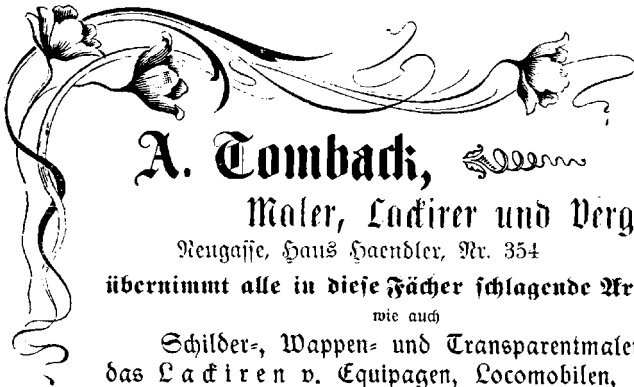 A. Tomback,
Maler, Lackirer und Verg
Neugasse, Haus Haendler, Nr. 354
übernimmt alle in diese Fächer schlagende Ar
wie auch
Schilder-, Wappen- und Transparentmaler
das Lackiren v. Equipagen, Locomobilen,